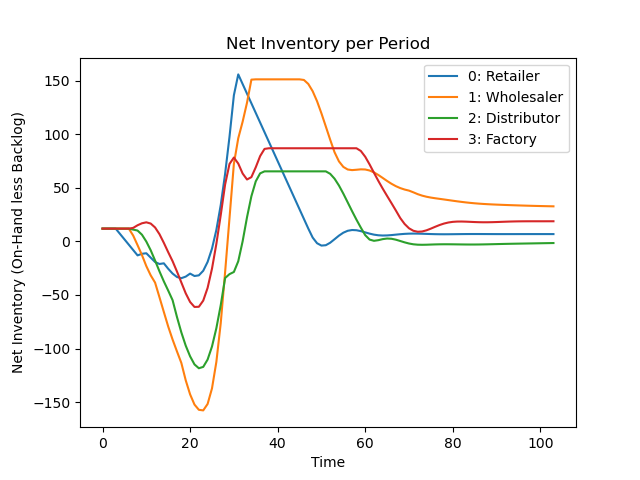 Net Inventory per Period
Net Inventory (On-Hand less Backlog)
150
100
50
0
−50
−100
−150
0: Retailer
1: Wholesaler
2: Distributor
3: Factory
0 20 40 60 80 100
Time